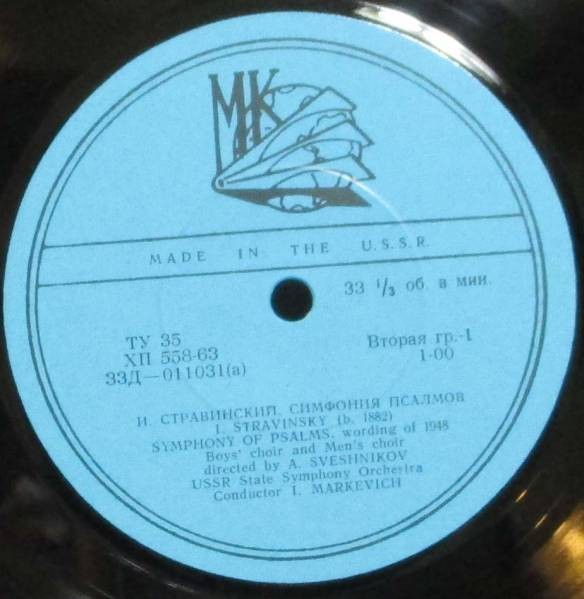 МК
MADE IN THE U.S.S.R.
33 1/3 об. в мин.
ТУ 35
ХП 558-63
33Д—011031(а)
Вторая гр.-1
1-00
И. СТРАВИНСКИЙ. СИМФОНИЯ ПСАЛМОВ
I. STRAVINSKY (b. 1882)
SYMPHONY OF PSALMS, wording of 1948
Boys' choir and Men's choir
directed by A. SVESHNIKOV
USSR State Symphony Orchestra
Conductor I. MARKEVICH